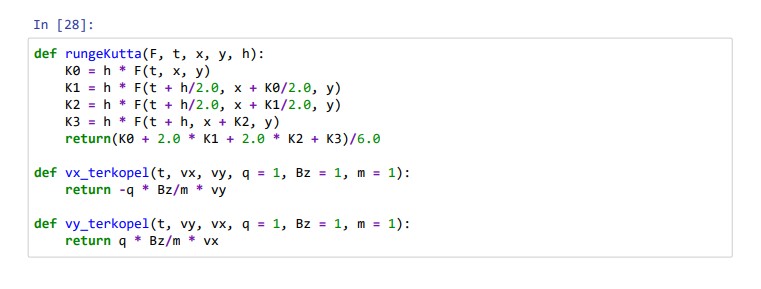 In [28]:
def rungeKutta(F, t, x, y, h):
    K0 = h * F(t, x, y)
    K1 = h * F(t + h/2.0, x + K0/2.0, y)
    K2 = h * F(t + h/2.0, x + K1/2.0, y)
    K3 = h * F(t + h, x + K2, y)
    return(K0 + 2.0 * K1 + 2.0 * K2 + K3)/6.0

def vx_terkopel(t, vx, vy, q = 1, Bz = 1, m = 1):
    return -q * Bz/m * vy

def vy_terkopel(t, vy, vx, q = 1, Bz = 1, m = 1):
    return q * Bz/m * vx